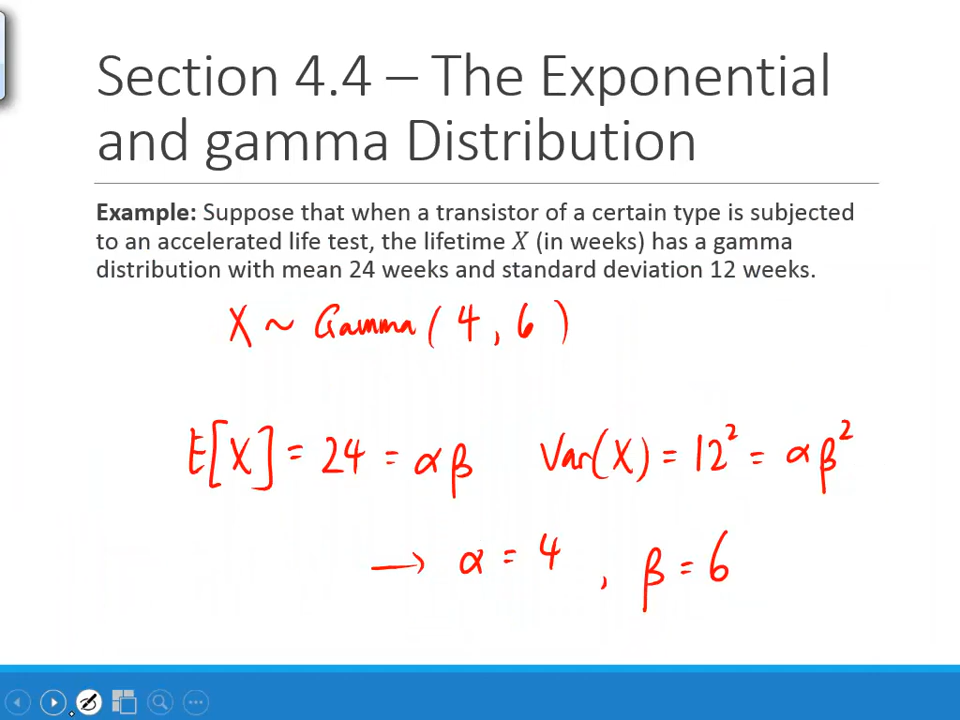 Section 4.4 – The Exponential
and gamma Distribution
Example: Suppose that when a transistor of a certain type is subjected
to an accelerated life test, the lifetime X (in weeks) has a gamma
distribution with mean 24 weeks and standard deviation 12 weeks.
X ~ Gamma(4, 6)
E[X] = 24 = αβ Var(X) = 12² = αβ²
→ α = 4, β = 6